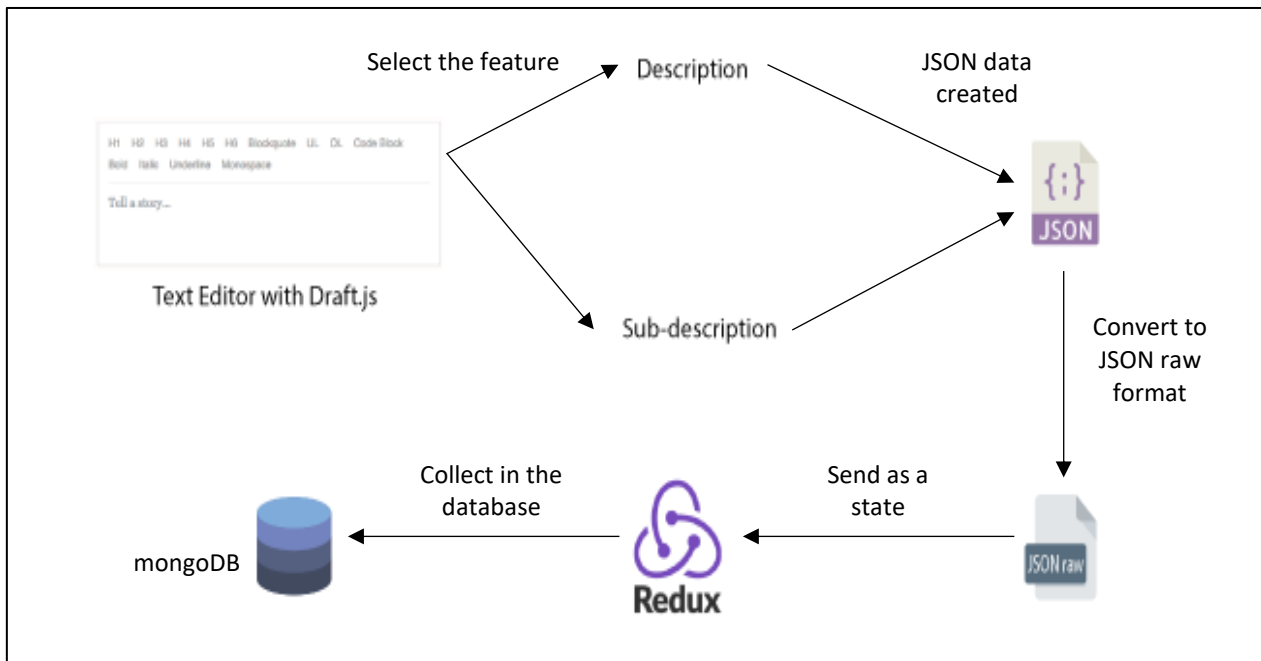 Select the feature
Description
JSON data
created
H1 H2 H3 H4 H5 H6 Blockquote UL OL Code Block
Bold Italic Underline Monospace
Tell a story...
{;}
JSON
Text Editor with Draft.js
Sub-description
Convert to
JSON raw
format
Collect in the
database
Send as a
state
mongoDB
Redux
JSON raw